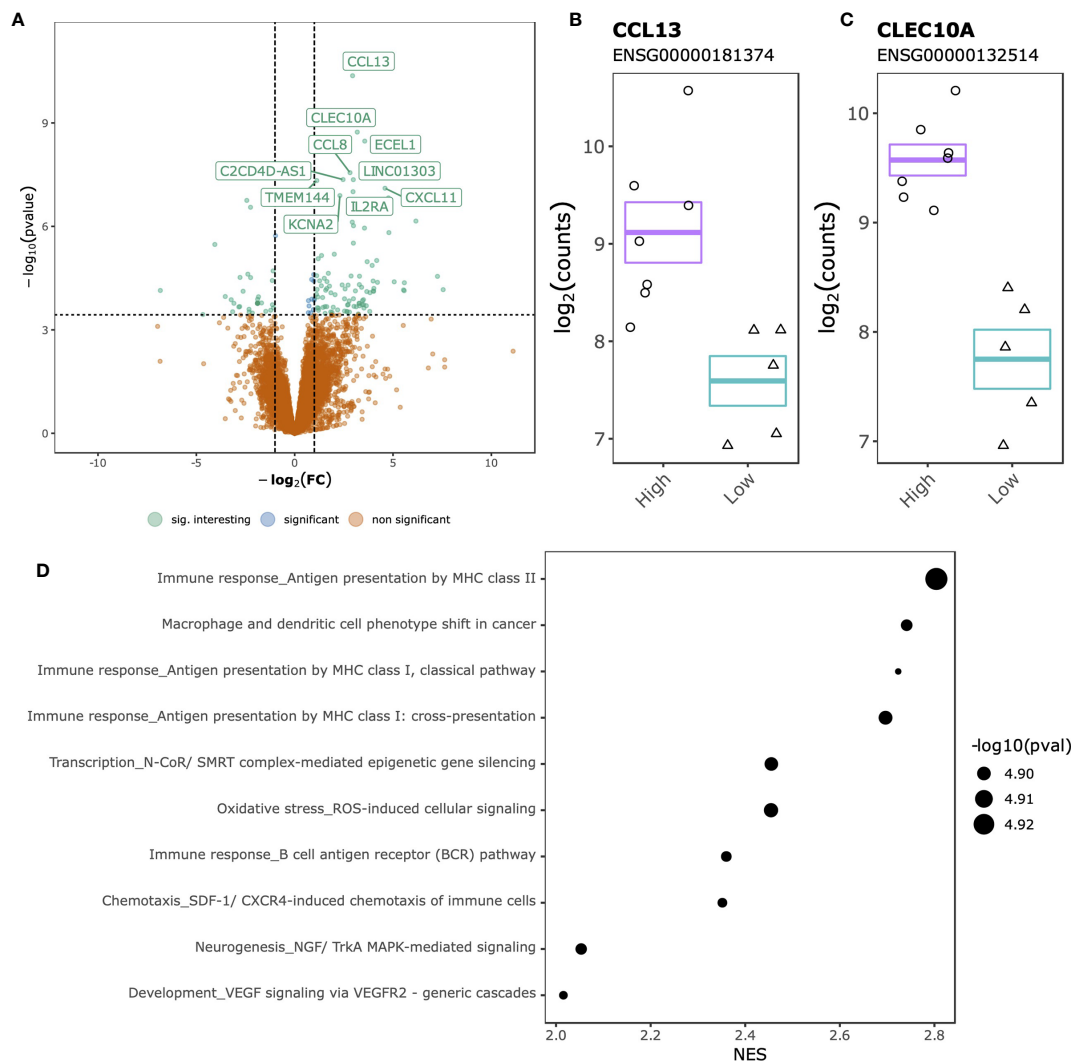 A
CCL13
CLEC10A
CCL8
ECEL1
C2CD4D-AS1
LINC01303
TMEM144
CXCL11
IL2RA
KCNA2
9
6
3
0
− log10(pvalue)
-10
-5
0
5
10
− log2(FC)
sig. interesting
significant
non significant
B
CCL13
ENSG00000181374
10
9
8
7
log2(counts)
High
Low
C
CLEC10A
ENSG00000132514
10
9
8
7
log2(counts)
High
Low
D
Immune response_Antigen presentation by MHC class II
Macrophage and dendritic cell phenotype shift in cancer
Immune response_Antigen presentation by MHC class I, classical pathway
Immune response_Antigen presentation by MHC class I: cross-presentation
Transcription_N-CoR/ SMRT complex-mediated epigenetic gene silencing
Oxidative stress_ROS-induced cellular signaling
Immune response_B cell antigen receptor (BCR) pathway
Chemotaxis_SDF-1/ CXCR4-induced chemotaxis of immune cells
Neurogenesis_NGF/ TrkA MAPK-mediated signaling
Development_VEGF signaling via VEGFR2 - generic cascades
2.0
2.2
2.4
2.6
2.8
NES
-log10(pval)
4.90
4.91
4.92